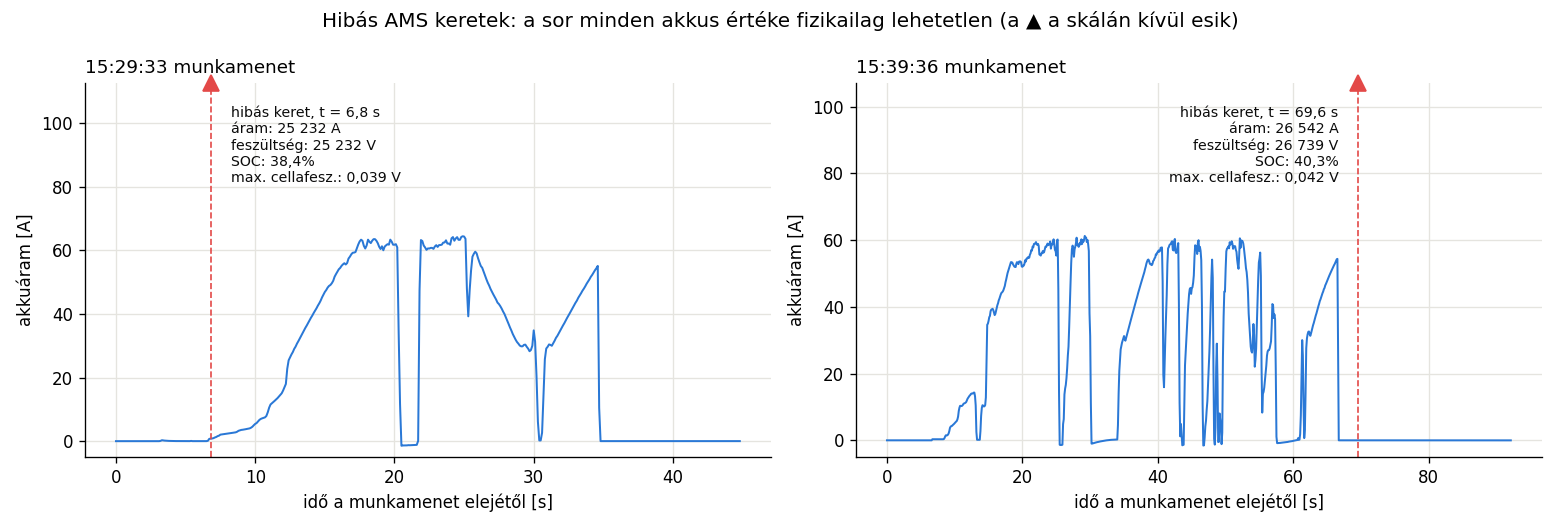 Hibás AMS keretek: a sor minden akkus értéke fizikailag lehetetlen (a ▲ a skálán kívül esik)
15:29:33 munkamenet
hibás keret, t = 6,8 s
áram: 25 232 A
feszültség: 25 232 V
SOC: 38,4%
max. cellafesz.: 0,039 V
akkuáram [A]
100
80
60
40
20
0
0 10 20 30 40
idő a munkamenet elejétől [s]
15:39:36 munkamenet
hibás keret, t = 69,6 s
áram: 26 542 A
feszültség: 26 739 V
SOC: 40,3%
max. cellafesz.: 0,042 V
akkuáram [A]
100
80
60
40
20
0
0 20 40 60 80
idő a munkamenet elejétől [s]